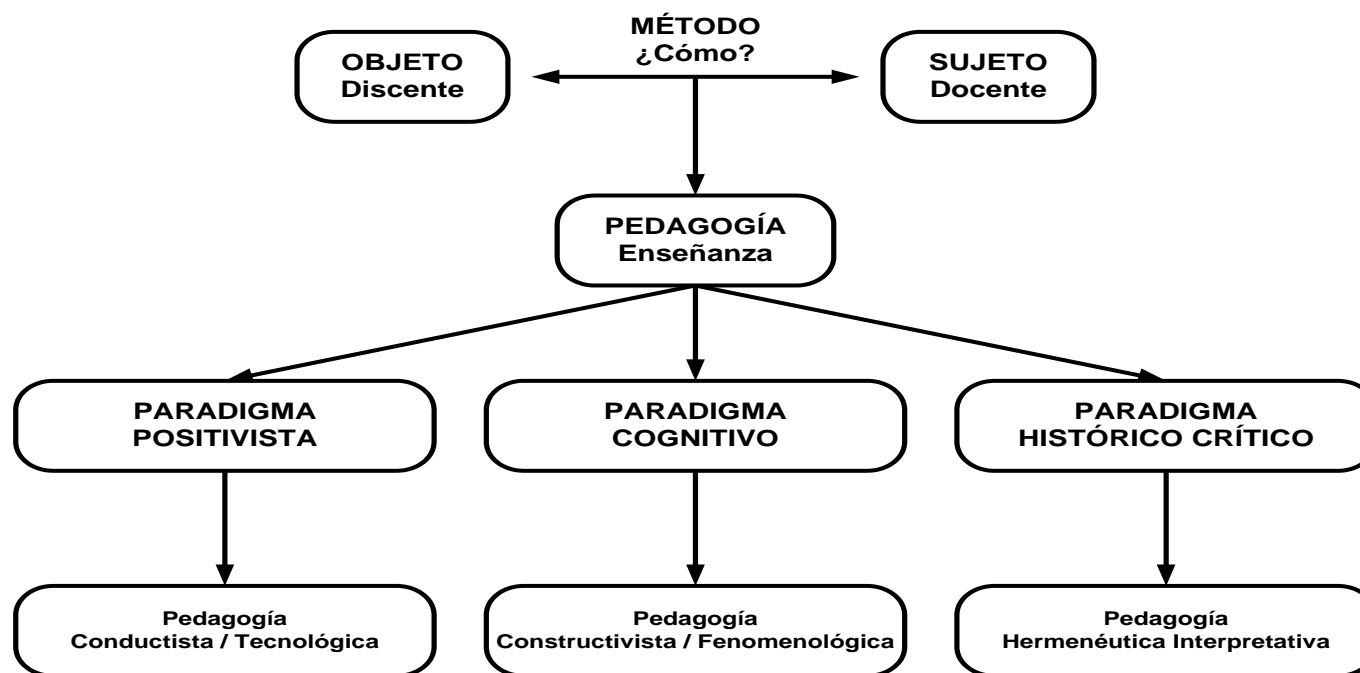 MÉTODO
¿Cómo?
OBJETO
Discente
SUJETO
Docente
PEDAGOGÍA
Enseñanza
PARADIGMA
POSITIVISTA
PARADIGMA
COGNITIVO
PARADIGMA
HISTÓRICO CRÍTICO
Pedagogía
Conductista / Tecnológica
Pedagogía
Constructivista / Fenomenológica
Pedagogía
Hermenéutica Interpretativa